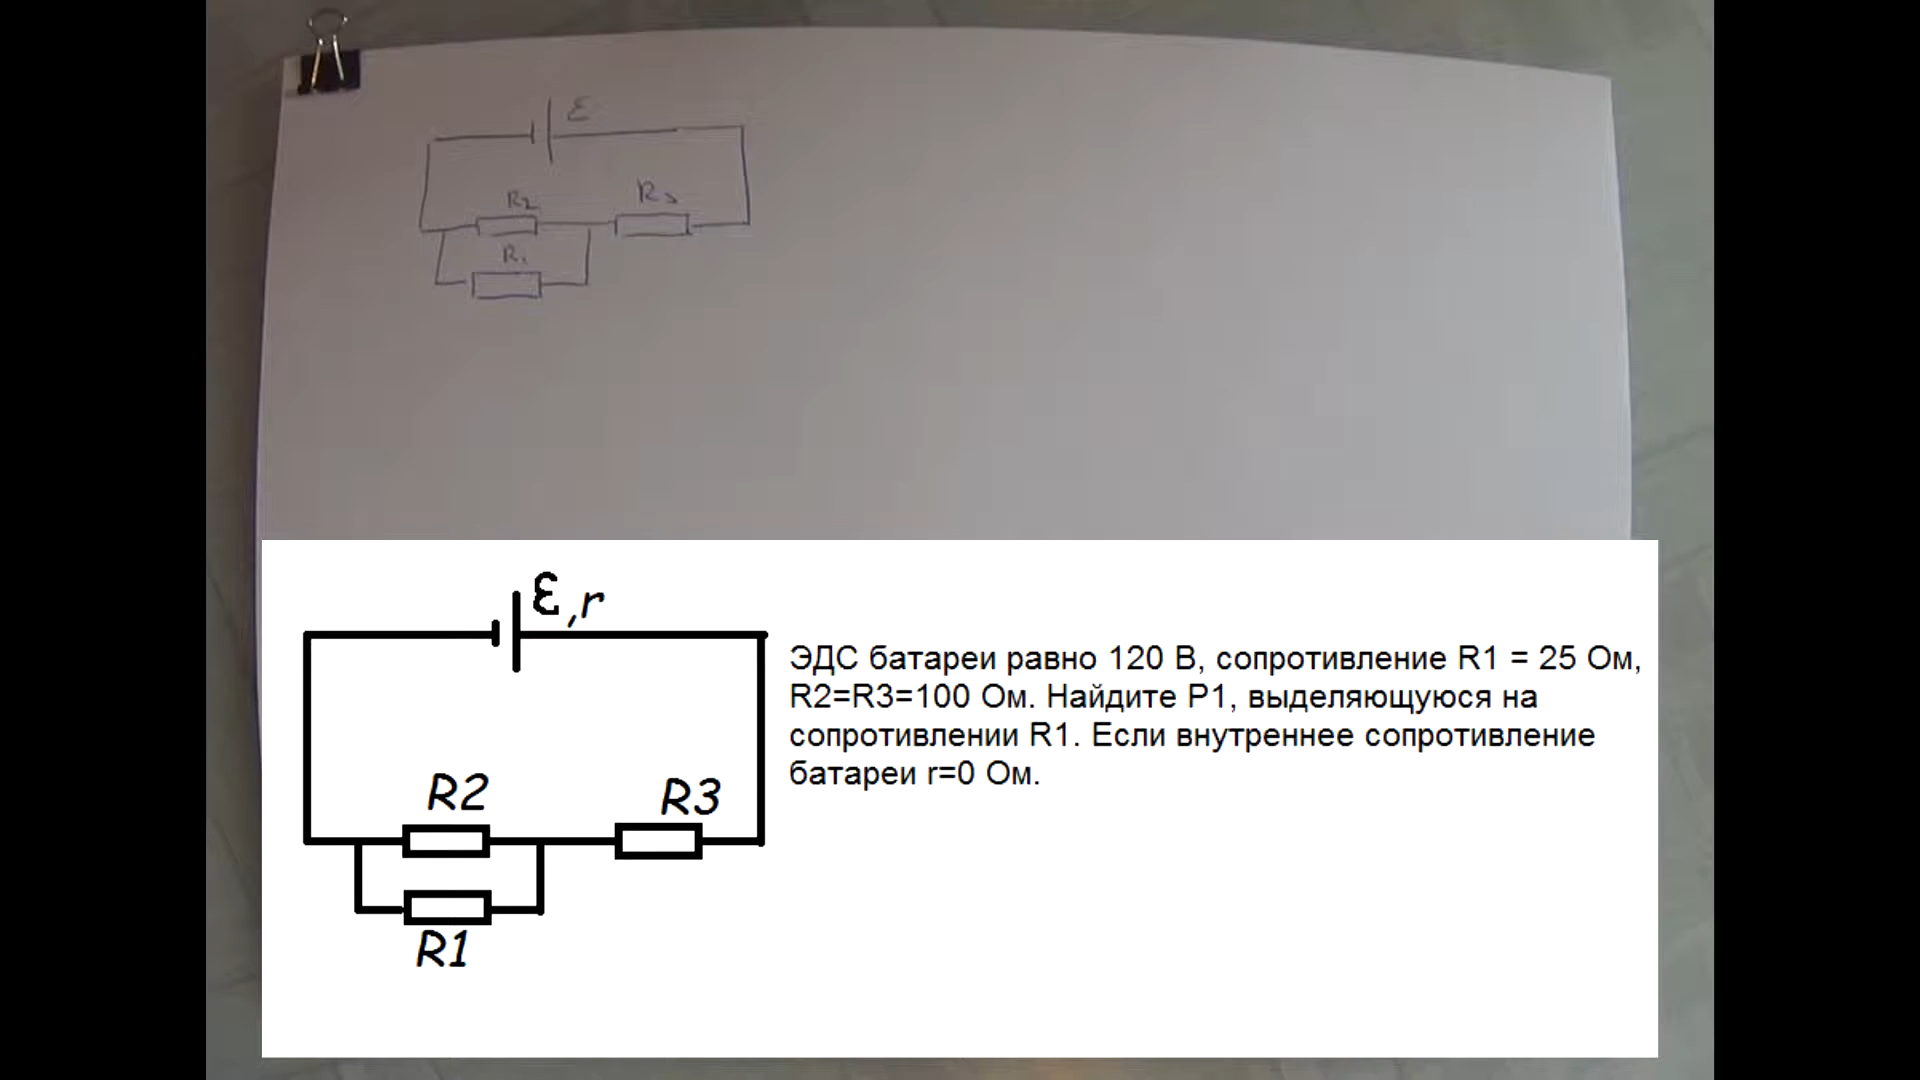 ε
R2
R3
R1
ε,r
ЭДС батареи равно 120 В, сопротивление R1 = 25 Ом,
R2=R3=100 Ом. Найдите P1, выделяющуюся на
сопротивлении R1. Если внутреннее сопротивление
батареи r=0 Ом.
R2
R3
R1